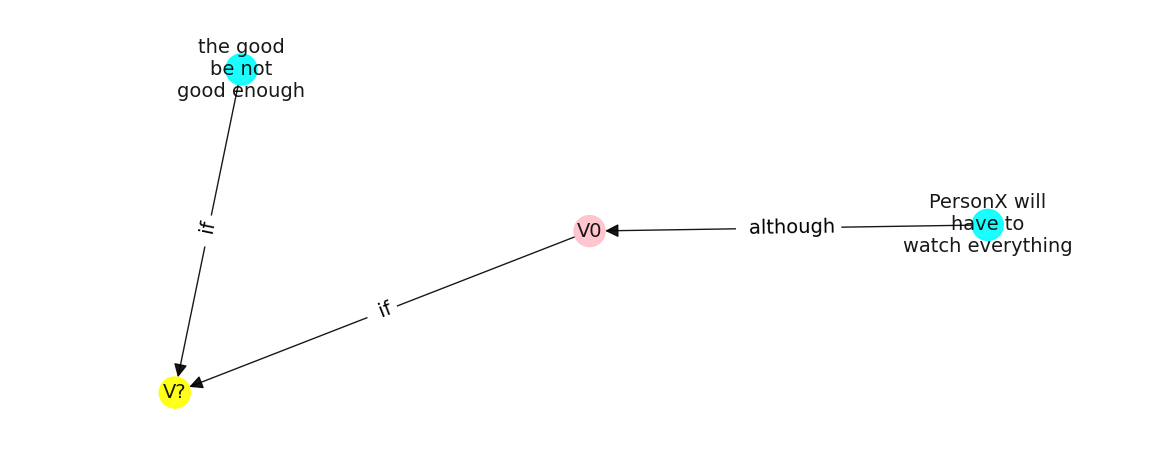 the good
be not
good enough
PersonX will
have to
watch everything
if
although
V0
if
V?